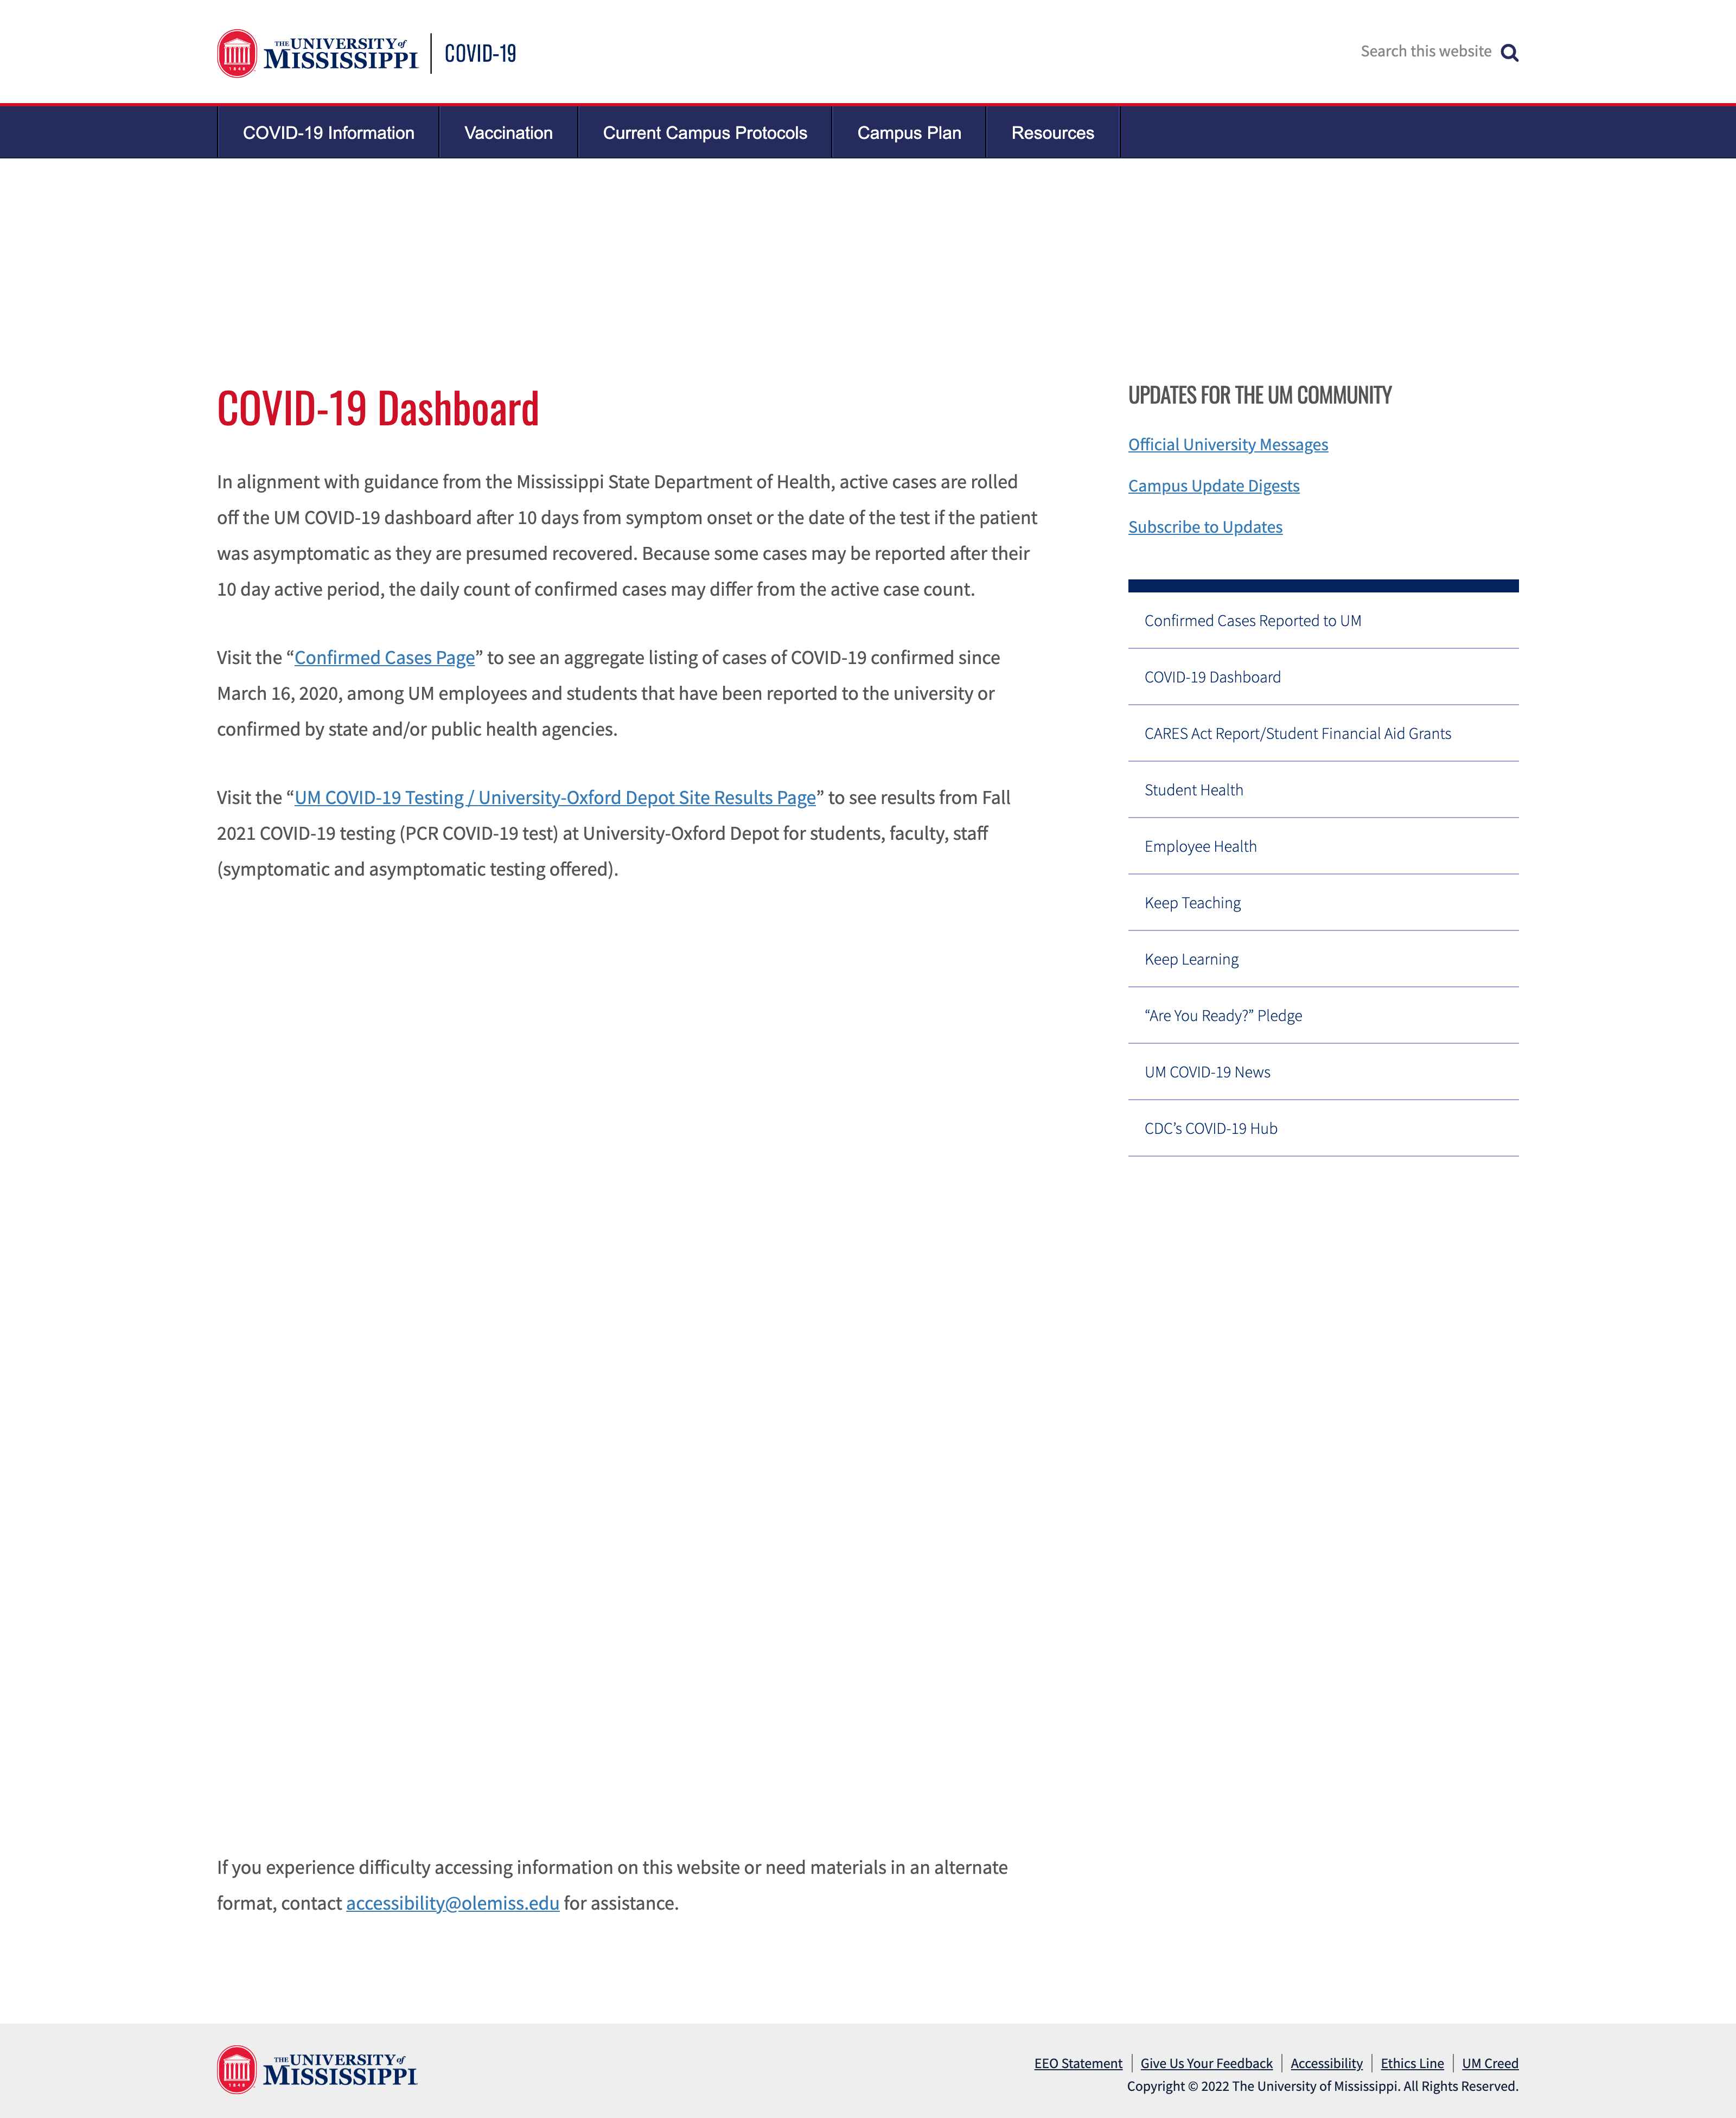 THE UNIVERSITY of
MISSISSIPPI
1848
COVID-19
Search this website
COVID-19 Information
Vaccination
Current Campus Protocols
Campus Plan
Resources
COVID-19 Dashboard
In alignment with guidance from the Mississippi State Department of Health, active cases are rolled
off the UM COVID-19 dashboard after 10 days from symptom onset or the date of the test if the patient
was asymptomatic as they are presumed recovered. Because some cases may be reported after their
10 day active period, the daily count of confirmed cases may differ from the active case count.
Visit the “Confirmed Cases Page” to see an aggregate listing of cases of COVID-19 confirmed since
March 16, 2020, among UM employees and students that have been reported to the university or
confirmed by state and/or public health agencies.
Visit the “UM COVID-19 Testing / University-Oxford Depot Site Results Page” to see results from Fall
2021 COVID-19 testing (PCR COVID-19 test) at University-Oxford Depot for students, faculty, staff
(symptomatic and asymptomatic testing offered).
UPDATES FOR THE UM COMMUNITY
Official University Messages
Campus Update Digests
Subscribe to Updates
Confirmed Cases Reported to UM
COVID-19 Dashboard
CARES Act Report/Student Financial Aid Grants
Student Health
Employee Health
Keep Teaching
Keep Learning
“Are You Ready?” Pledge
UM COVID-19 News
CDC’s COVID-19 Hub
If you experience difficulty accessing information on this website or need materials in an alternate
format, contact accessibility@olemiss.edu for assistance.
THE UNIVERSITY of
MISSISSIPPI
1848
EEO Statement
Give Us Your Feedback
Accessibility
Ethics Line
UM Creed
Copyright © 2022 The University of Mississippi. All Rights Reserved.